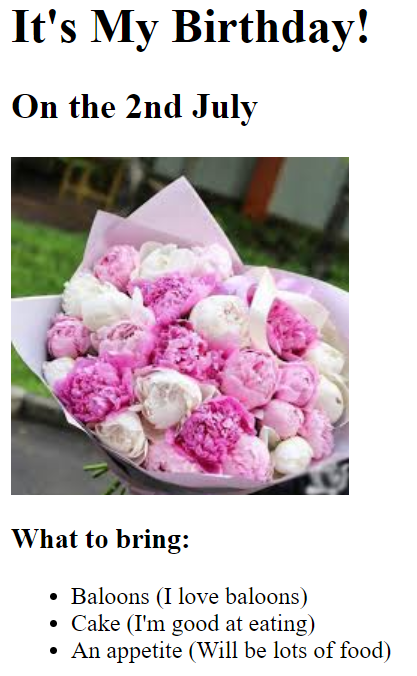 It's My Birthday!
On the 2nd July
What to bring:
Baloons (I love baloons)
Cake (I'm good at eating)
An appetite (Will be lots of food)